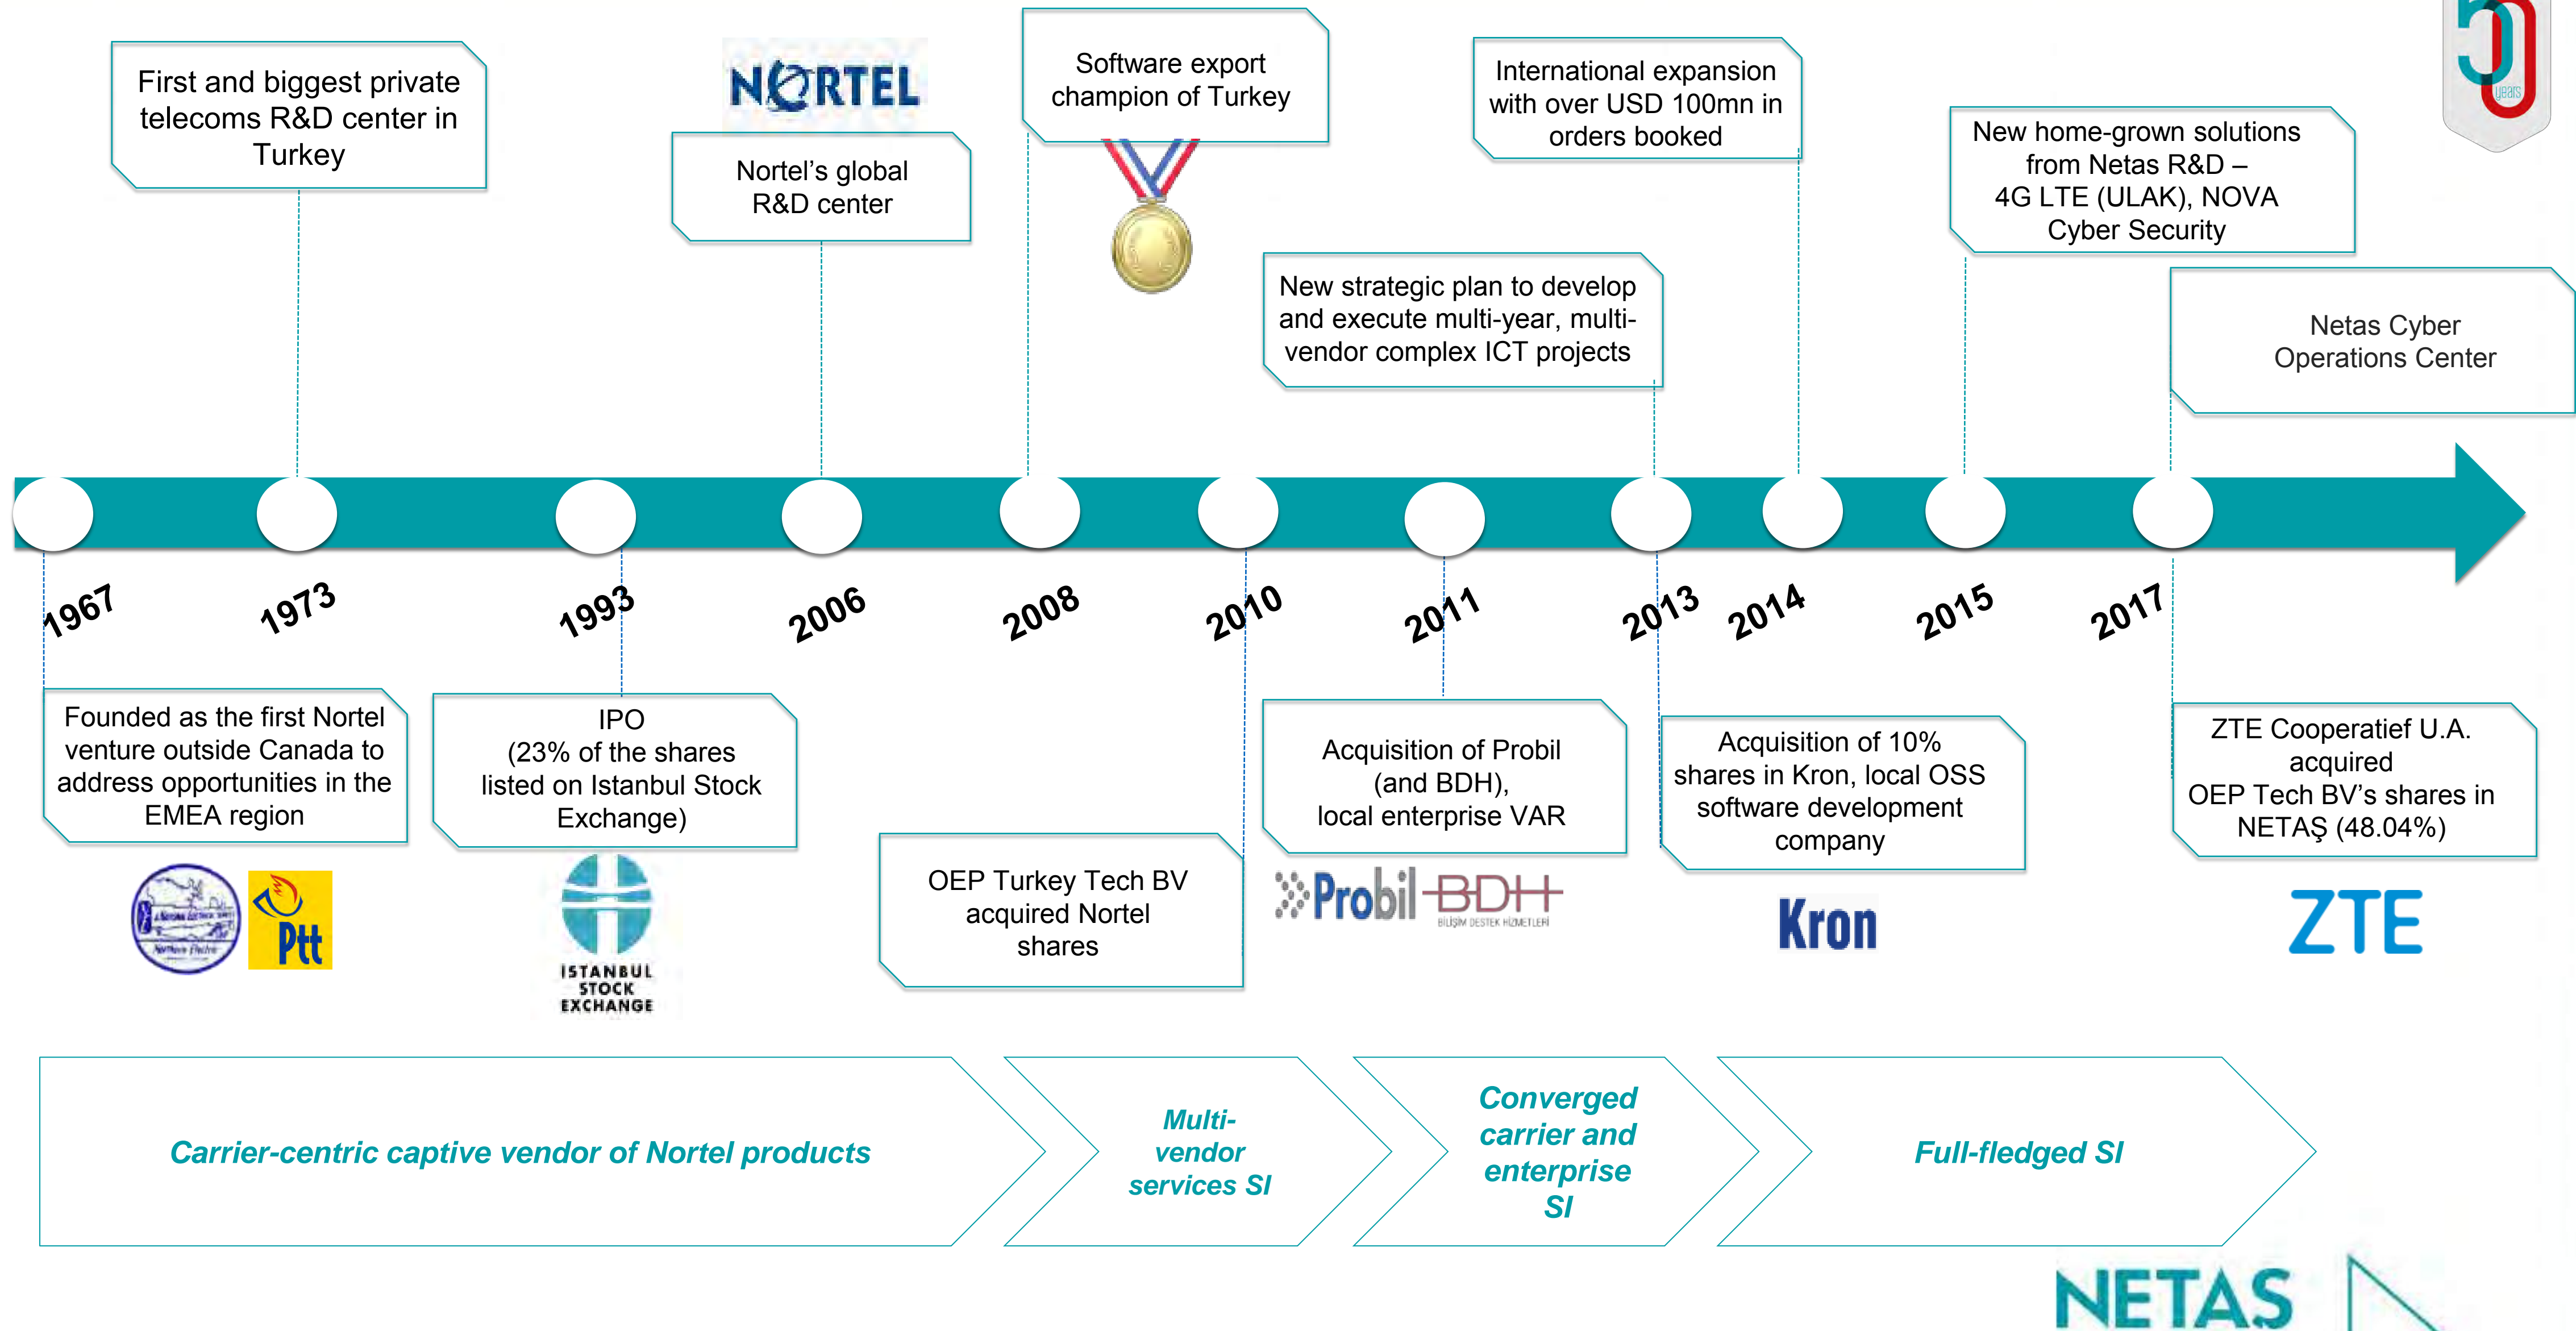 50
years
First and biggest private
telecoms R&D center in
Turkey
NORTEL
Nortel’s global
R&D center
Software export
champion of Turkey
New strategic plan to develop
and execute multi-year, multi-
vendor complex ICT projects
International expansion
with over USD 100mn in
orders booked
New home-grown solutions
from Netas R&D –
4G LTE (ULAK), NOVA
Cyber Security
Netas Cyber
Operations Center
1967
1973
1993
2006
2008
2010
2011
2013
2014
2015
2017
Founded as the first Nortel
venture outside Canada to
address opportunities in the
EMEA region
Northern Electric
Ptt
IPO
(23% of the shares
listed on Istanbul Stock
Exchange)
ISTANBUL
STOCK
EXCHANGE
OEP Turkey Tech BV
acquired Nortel
shares
Acquisition of Probil
(and BDH),
local enterprise VAR
Probil
BDH
BİLİŞİM DESTEK HİZMETLERİ
Acquisition of 10%
shares in Kron, local OSS
software development
company
Kron
ZTE Cooperatief U.A.
acquired
OEP Tech BV’s shares in
NETAŞ (48.04%)
ZTE
Carrier-centric captive vendor of Nortel products
Multi-
vendor
services SI
Converged
carrier and
enterprise
SI
Full-fledged SI
NETAS